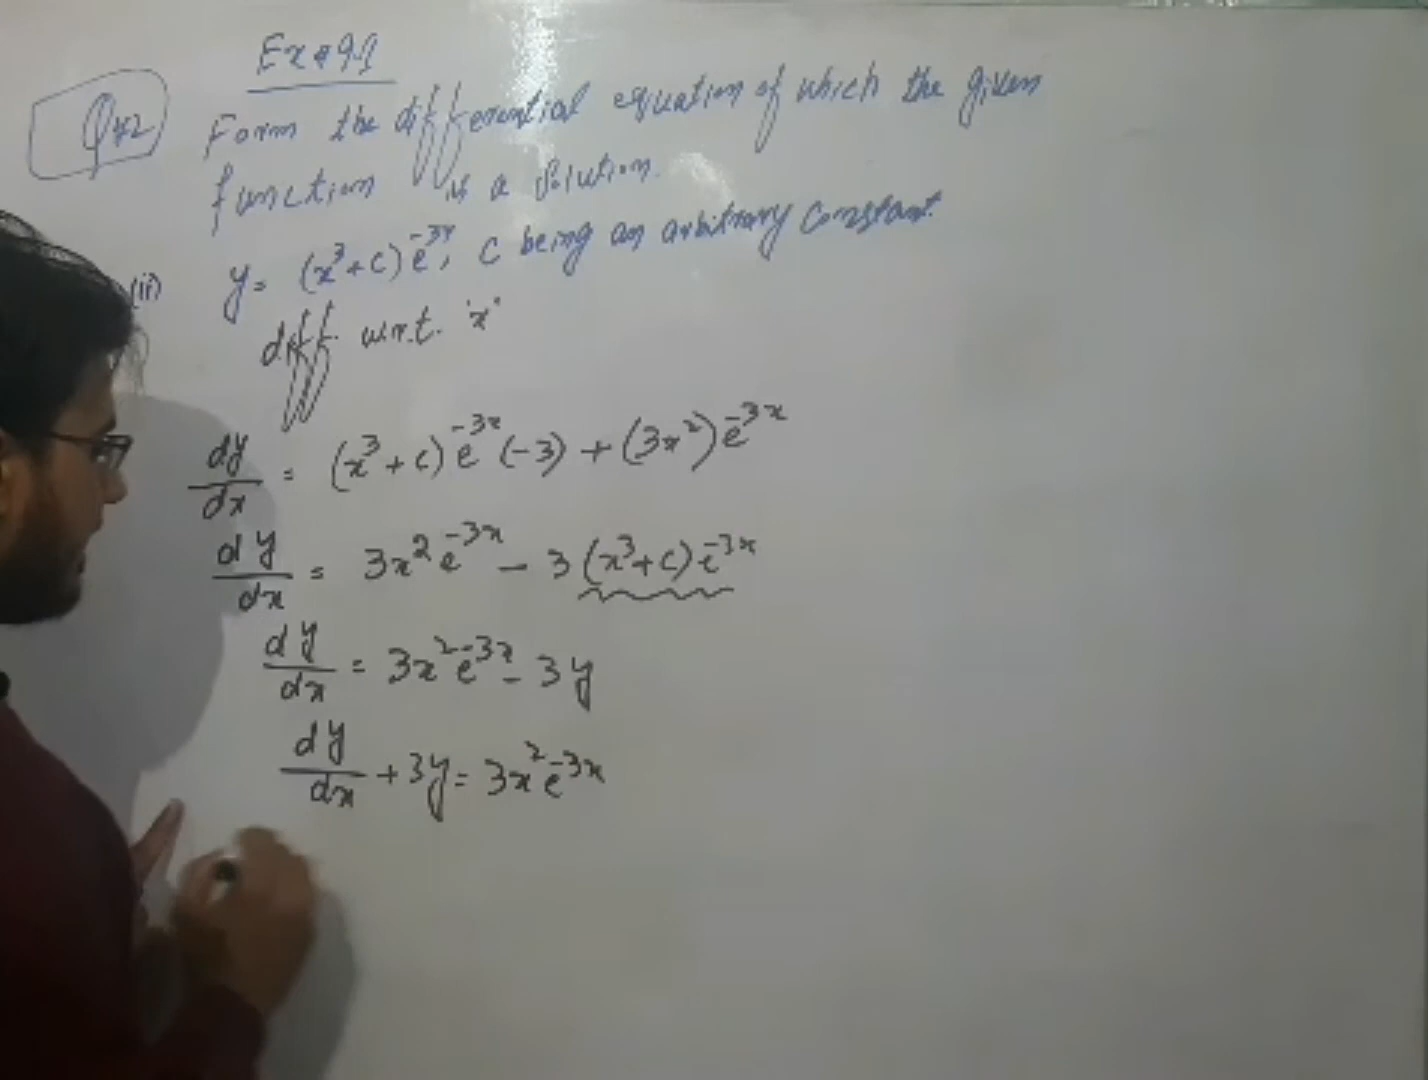 Ex # 9.1
Q#2 Form the differential equation of which the given
function is a solution.
(ii) y = (x³+c)e⁻³ˣ, c being an arbitrary constant.
diff. w.r.t. 'x'
dy/dx = (x³+c)e⁻³ˣ(-3) + (3x²)e⁻³ˣ
dy/dx = 3x²e⁻³ˣ - 3(x³+c)e⁻³ˣ
dy/dx = 3x²e⁻³ˣ - 3y
dy/dx + 3y = 3x²e⁻³ˣ